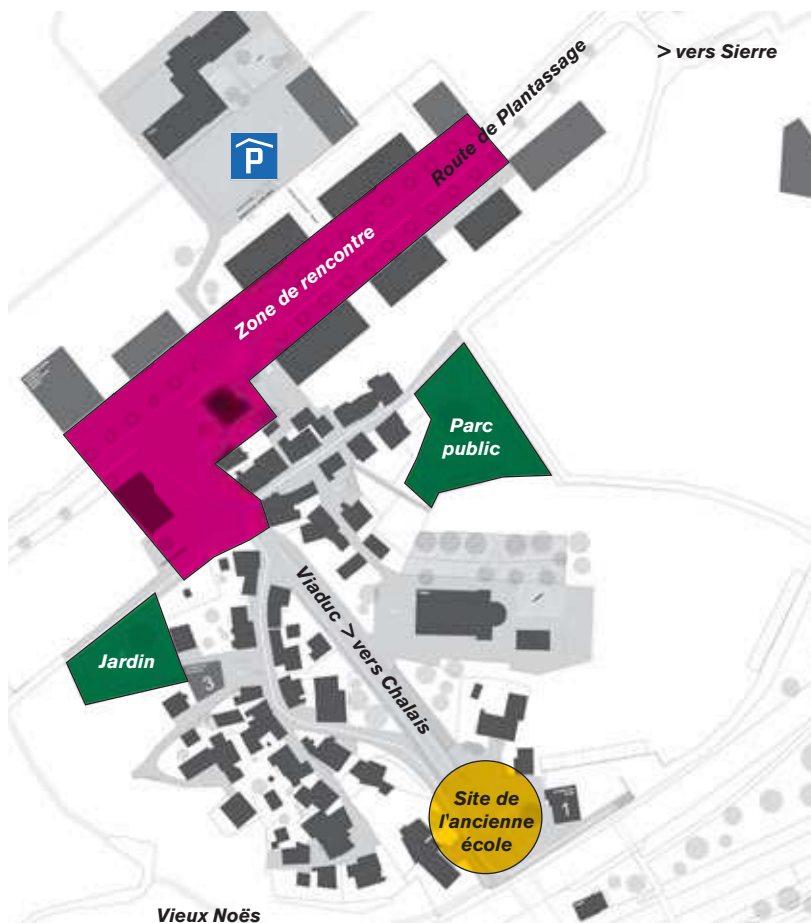 > vers Sierre
Route de Plantassage
P
Zone de rencontre
Parc
public
Viaduc > vers Chalais
Jardin
3
Site de
l'ancienne
école
1
Vieux Noës